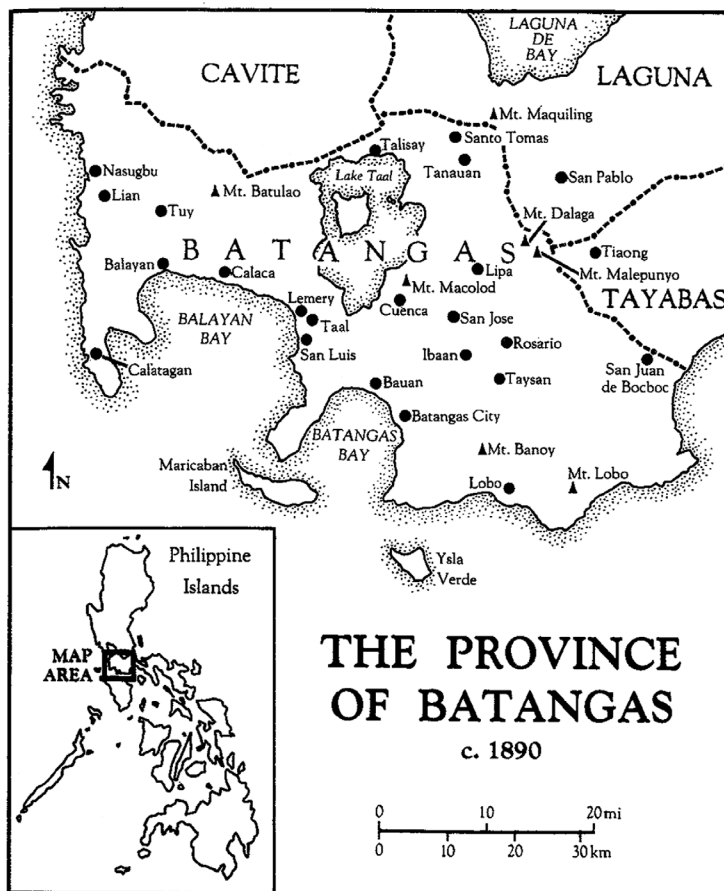 LAGUNA
DE BAY
CAVITE
LAGUNA
Mt. Maquiling
Santo Tomas
Talisay
Tanauan
Nasugbu
Lake Taal
San Pablo
Lian
Mt. Batulao
Tuy
Mt. Dalaga
BATANGAS
Balayan
Calaca
Lipa
Tiaong
Mt. Malepunyo
Mt. Macolod
Lemery
Cuenca
TAYABAS
Taal
San Jose
BALAYAN
BAY
San Luis
Ibaan
Rosario
Calatagan
San Juan
de Bocboc
Bauan
Taysan
Batangas City
BATANGAS
BAY
Mt. Banoy
Maricaban
Island
N
Lobo
Mt. Lobo
Ysla
Verde
Philippine
Islands
MAP
AREA
THE PROVINCE
OF BATANGAS
c. 1890
0 10 20 mi
0 10 20 30 km